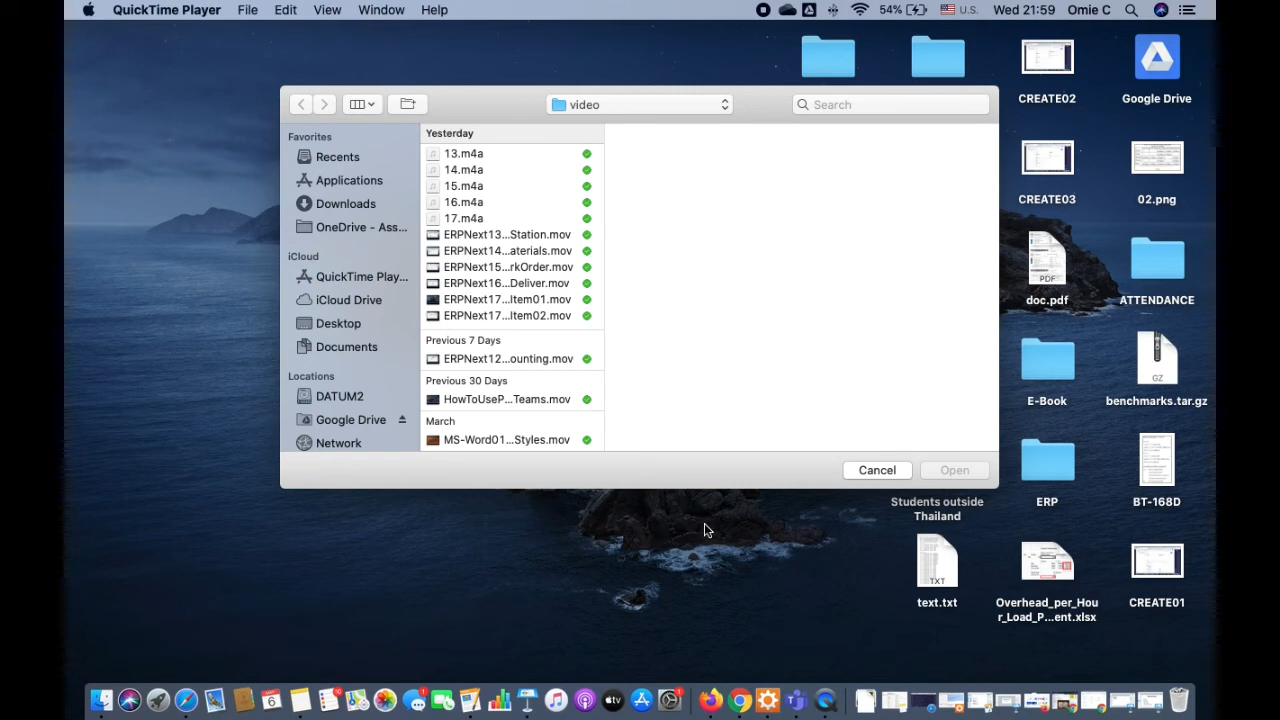 QuickTime Player File Edit View Window Help 54% U.S. Wed 21:59 Omie C
video
Search
Favorites
Recents
Applications
Downloads
OneDrive - Ass...
iCloud
QuickTime Play...
iCloud Drive
Desktop
Documents
Locations
DATUM2
Google Drive
Network
Yesterday
13.m4a
14.m4a
15.m4a
16.m4a
17.m4a
ERPNext13...Station.mov
ERPNext14...aterials.mov
ERPNext15...rkOrder.mov
ERPNext16...Deliver.mov
ERPNext17...Item01.mov
ERPNext17...Item02.mov
Previous 7 Days
ERPNext12...ounting.mov
Previous 30 Days
HowToUseP...Teams.mov
March
MS-Word01...Styles.mov
Cancel Open
CREATE02
Google Drive
CREATE03
02.png
PDF
doc.pdf
ATTENDANCE
E-Book
GZ
benchmarks.tar.gz
Students outside
Thailand
ERP
BT-168D
TXT
text.txt
Overhead_per_Hou
r_Load_P...ent.xlsx
CREATE01